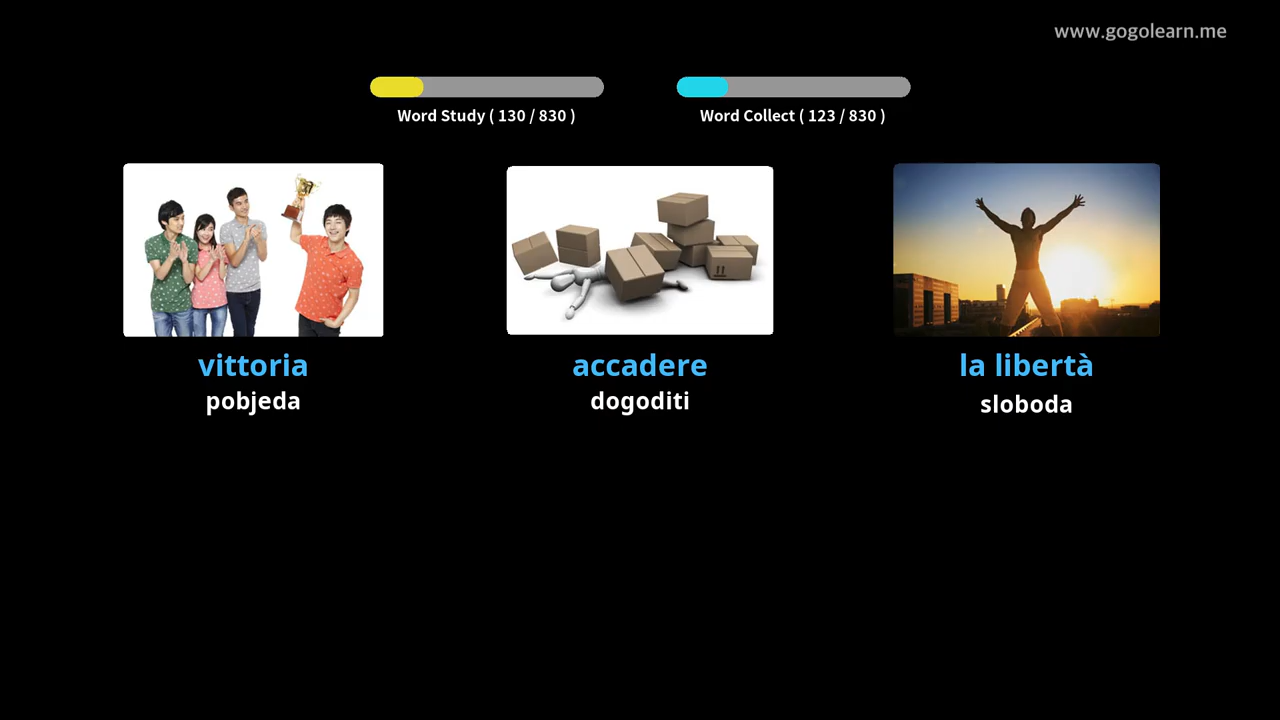 www.gogolearn.me
Word Study ( 130 / 830 )
Word Collect ( 123 / 830 )
vittoria
pobjeda
accadere
dogoditi
la libertà
sloboda